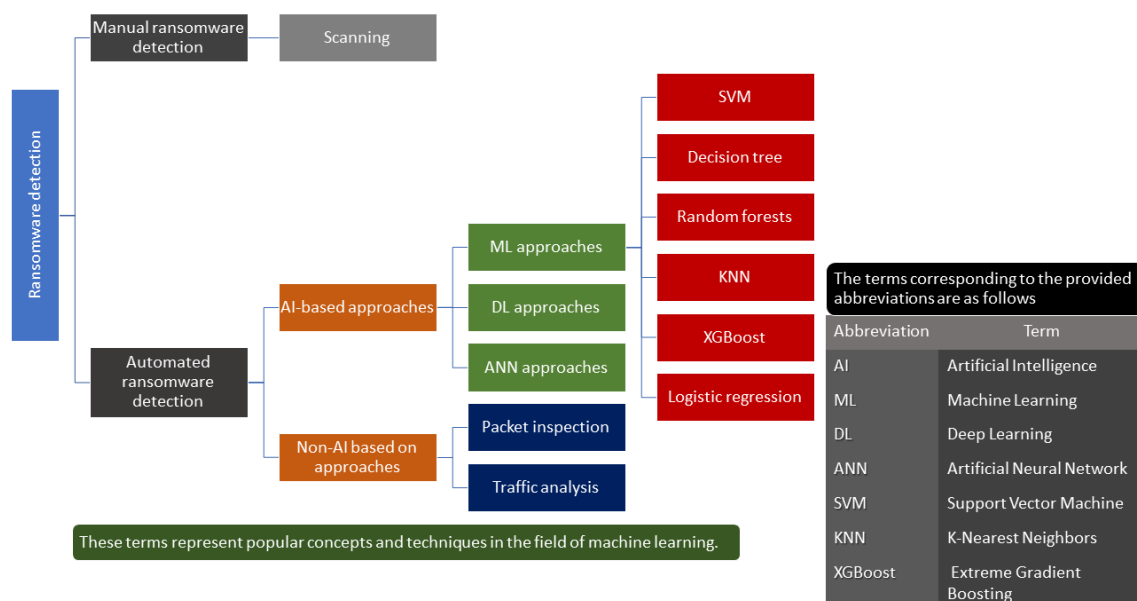 Ransomware detection
Manual ransomware
detection
Scanning
Automated
ransomware
detection
AI-based approaches
Non-AI based on
approaches
ML approaches
DL approaches
ANN approaches
Packet inspection
Traffic analysis
SVM
Decision tree
Random forests
KNN
XGBoost
Logistic regression
These terms represent popular concepts and techniques in the field of machine learning.
The terms corresponding to the provided
abbreviations are as follows
Abbreviation Term
AI Artificial Intelligence
ML Machine Learning
DL Deep Learning
ANN Artificial Neural Network
SVM Support Vector Machine
KNN K-Nearest Neighbors
XGBoost Extreme Gradient
Boosting